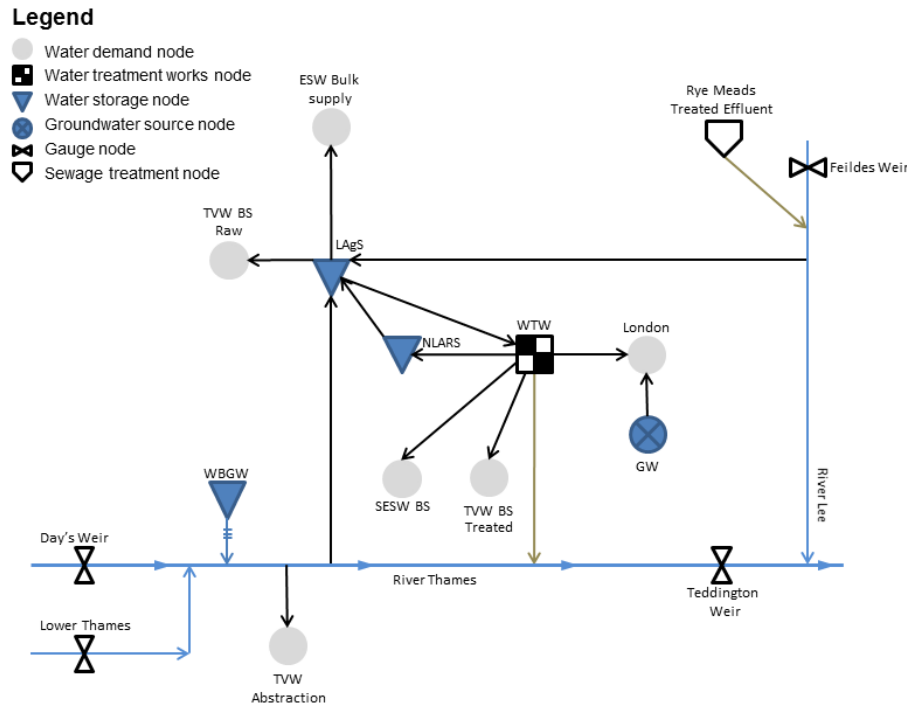 Legend
Water demand node
Water treatment works node
Water storage node
Groundwater source node
Gauge node
Sewage treatment node
ESW Bulk
supply
Rye Meads
Treated Effluent
Feildes Weir
TVW BS
Raw
LAgS
WTW
London
NLARS
GW
WBGW
SESW BS
TVW BS
Treated
River Lee
Day's Weir
River Thames
Teddington
Weir
Lower Thames
TVW
Abstraction